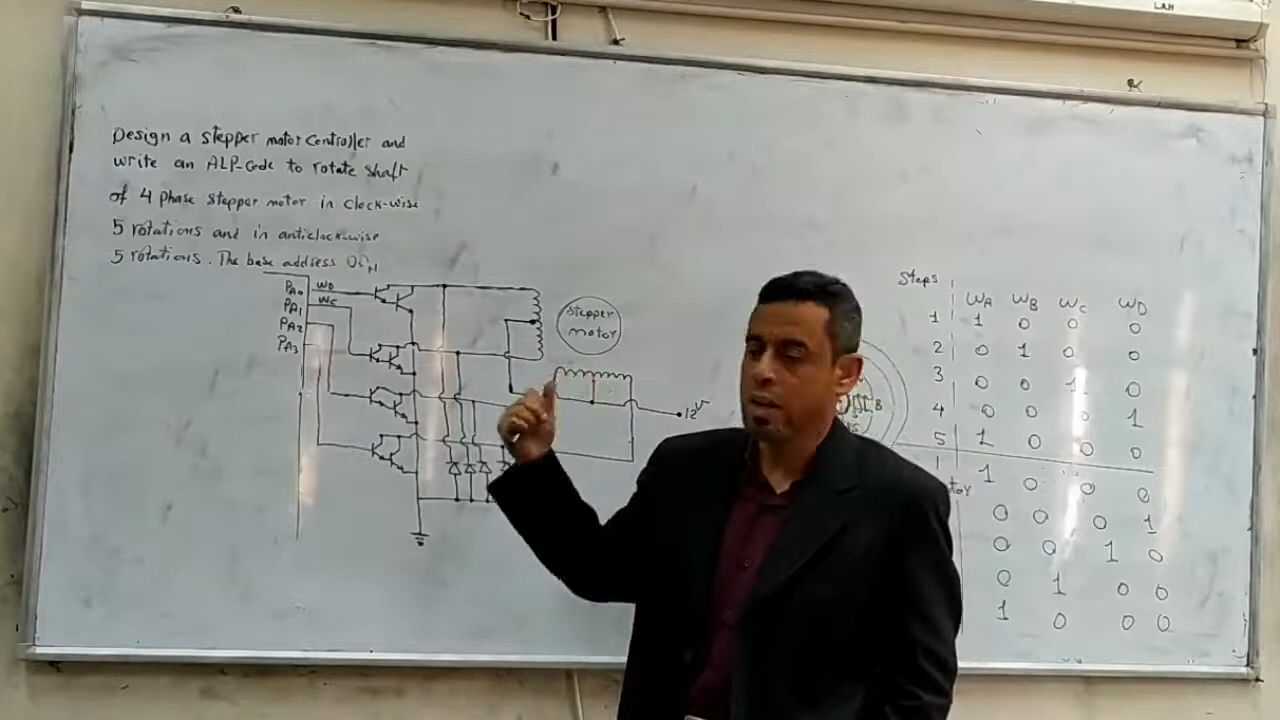 Design a stepper motor Controller and
write an ALP-Code to rotate shaft
of 4 phase stepper motor in clock-wise
5 rotations and in anticlock-wise
5 rotations. The base address
PA0 WD
PA1 WC
PA2
PA3
stepper
motor
12V
B
Steps WA WB WC WD
1 1 0 0 0
2 0 1 0 0
3 0 0 1 0
4 0 0 0 1
5 1 0 0 0
1 1 0 0 0
0 0 0 1
0 0 1 0
0 1 0 0
1 0 0 0